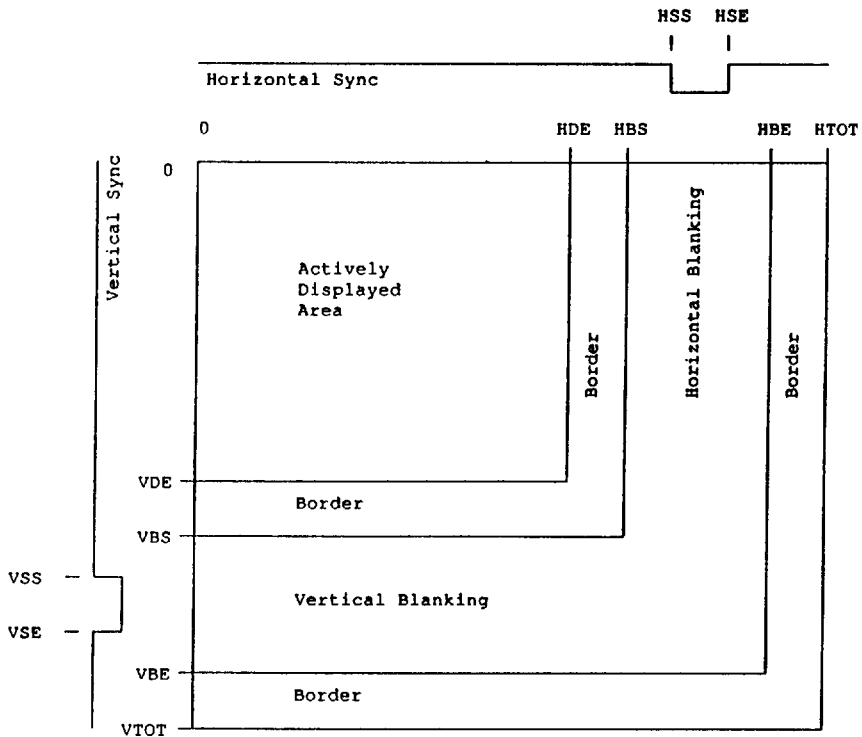 HSS HSE
Horizontal Sync
0 HDE HBS HBE HTOT
0
Vertical Sync
Actively
Displayed
Area
Border
Horizontal Blanking
Border
VDE
Border
VBS
VSS
Vertical Blanking
VSE
VBE
Border
VTOT